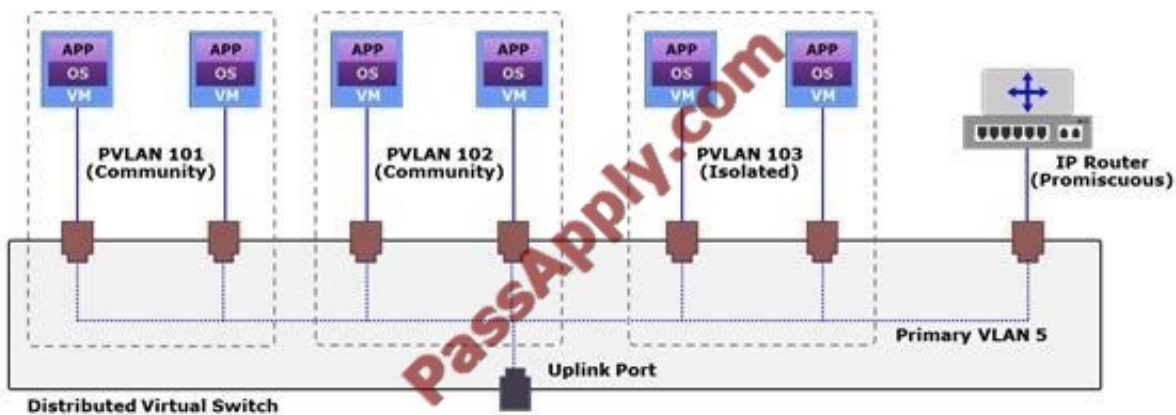 APP APP APP APP APP APP
OS OS OS OS OS OS
VM VM VM VM VM VM
PVLAN 101
(Community)
PVLAN 102
(Community)
PVLAN 103
(Isolated)
IP Router
(Promiscuous)
Primary VLAN 5
Uplink Port
Distributed Virtual Switch
PassApply.com